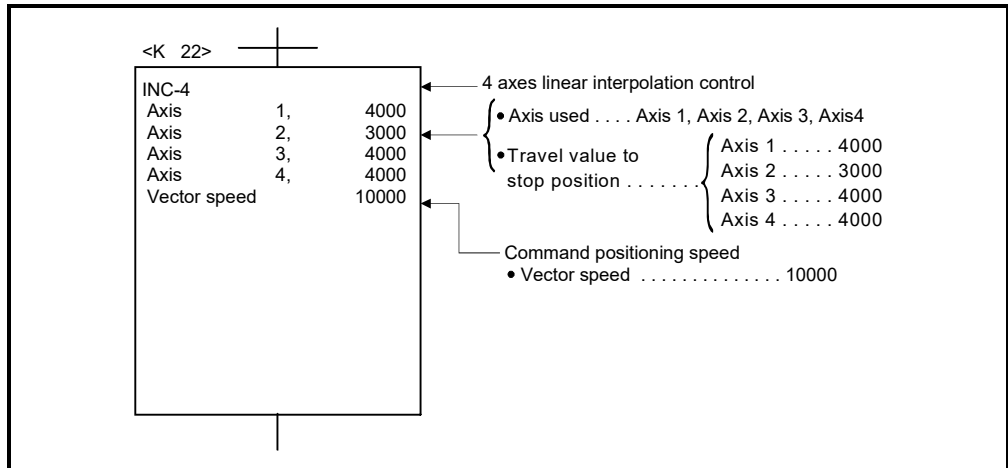 <K 22>
INC-4
Axis 1, 4000
Axis 2, 3000
Axis 3, 4000
Axis 4, 4000
Vector speed 10000
4 axes linear interpolation control
• Axis used . . . . Axis 1, Axis 2, Axis 3, Axis4
• Travel value to
stop position . . . . . . .
Axis 1 . . . . . 4000
Axis 2 . . . . . 3000
Axis 3 . . . . . 4000
Axis 4 . . . . . 4000
Command positioning speed
• Vector speed . . . . . . . . . . . . . . 10000